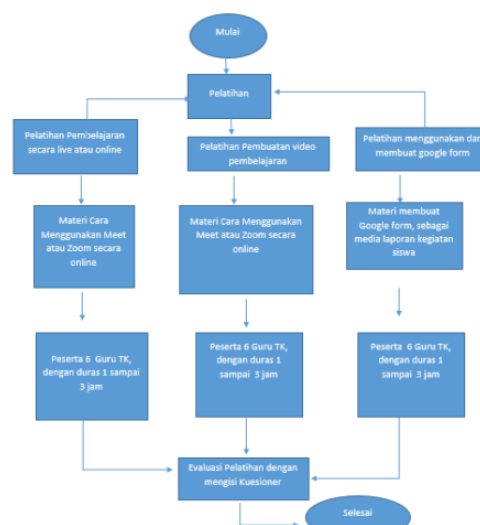 Mulai
Pelatihan
Pelatihan Pembelajaran
secara live atau online
Pelatihan Pembuatan video
pembelajaran
Pelatihan menggunakan dan
membuat google form
Materi Cara
Menggunakan Meet
atau Zoom secara
online
Materi Cara Menggunakan
Meet atau Zoom secara
online
Materi membuat
Google form, sebagai
media laporan kegiatan
siswa
Peserta 6 Guru TK,
dengan duras 1 sampai
3 jam
Peserta 6 Guru TK,
dengan duras 1
sampai 3 jam
Peserta 6 Guru TK,
dengan duras 1
sampai 3 jam
Evaluasi Pelatihan dengan
mengisi Kuesioner
Selesai